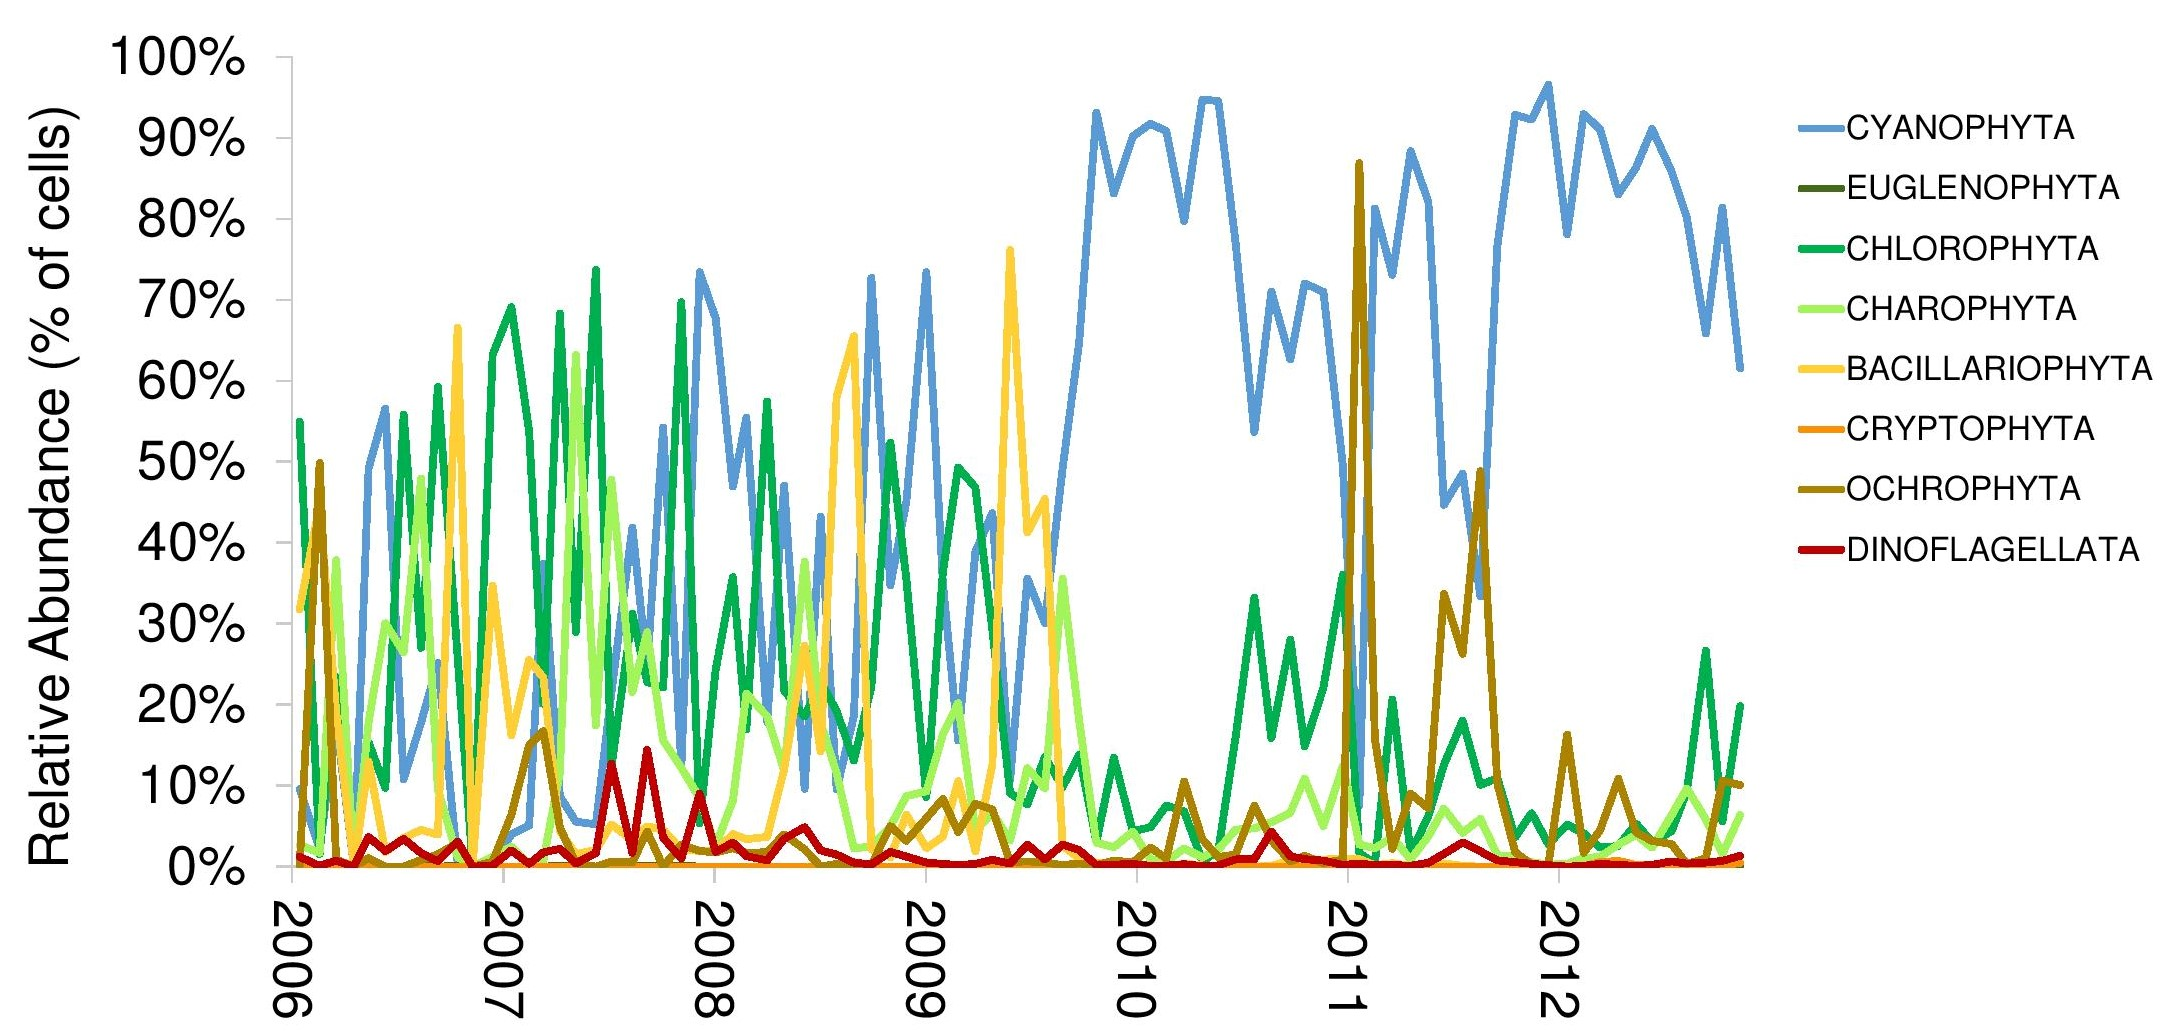 Relative Abundance (% of cells)
100%
90%
80%
70%
60%
50%
40%
30%
20%
10%
0%
2006
2007
2008
2009
2010
2011
2012
CYANOPHYTA
EUGLENOPHYTA
CHLOROPHYTA
CHAROPHYTA
BACILLARIOPHYTA
CRYPTOPHYTA
OCHROPHYTA
DINOFLAGELLATA